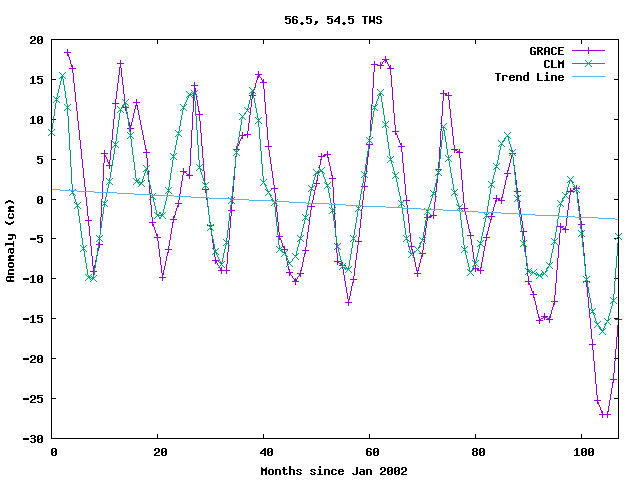 56.5, 54.5 TWS
GRACE
CLM
Trend Line
20
15
10
5
0
-5
-10
-15
-20
-25
-30
Anomaly (cm)
0 20 40 60 80 100
Months since Jan 2002